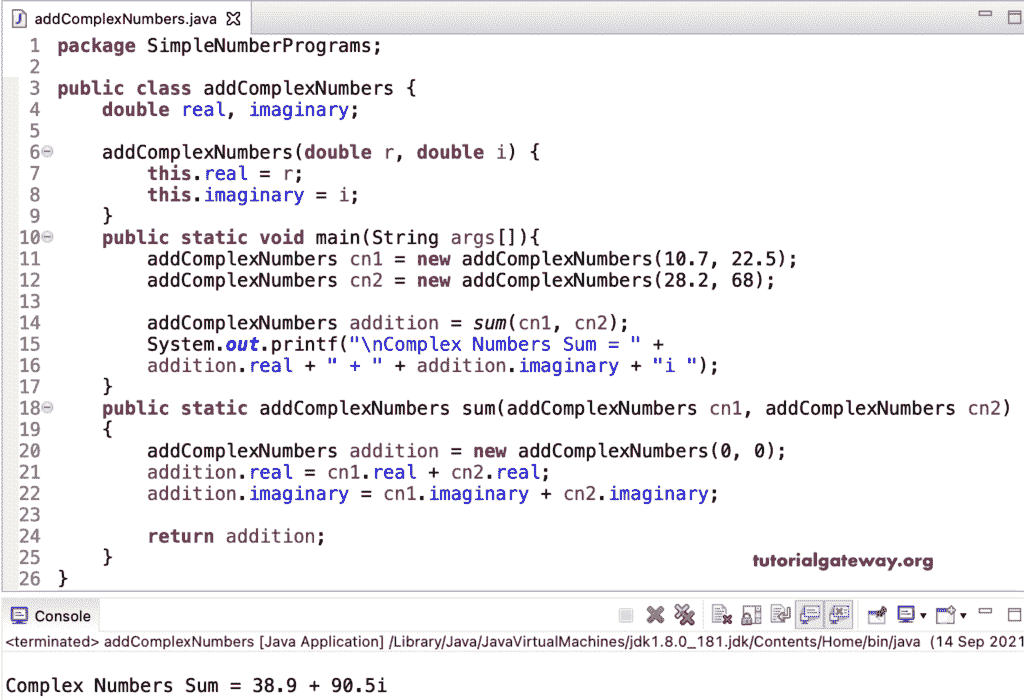 addComplexNumbers.java
1 package SimpleNumberPrograms;
2
3 public class addComplexNumbers {
4 double real, imaginary;
5
6 addComplexNumbers(double r, double i) {
7 this.real = r;
8 this.imaginary = i;
9 }
10 public static void main(String args[]){
11 addComplexNumbers cn1 = new addComplexNumbers(10.7, 22.5);
12 addComplexNumbers cn2 = new addComplexNumbers(28.2, 68);
13
14 addComplexNumbers addition = sum(cn1, cn2);
15 System.out.printf("\nComplex Numbers Sum = " +
16 addition.real + " + " + addition.imaginary + "i ");
17 }
18 public static addComplexNumbers sum(addComplexNumbers cn1, addComplexNumbers cn2)
19 {
20 addComplexNumbers addition = new addComplexNumbers(0, 0);
21 addition.real = cn1.real + cn2.real;
22 addition.imaginary = cn1.imaginary + cn2.imaginary;
23
24 return addition;
25 }
tutorialgateway.org
26 }
Console
<terminated> addComplexNumbers [Java Application] /Library/Java/JavaVirtualMachines/jdk1.8.0_181.jdk/Contents/Home/bin/java (14 Sep 2021
Complex Numbers Sum = 38.9 + 90.5i